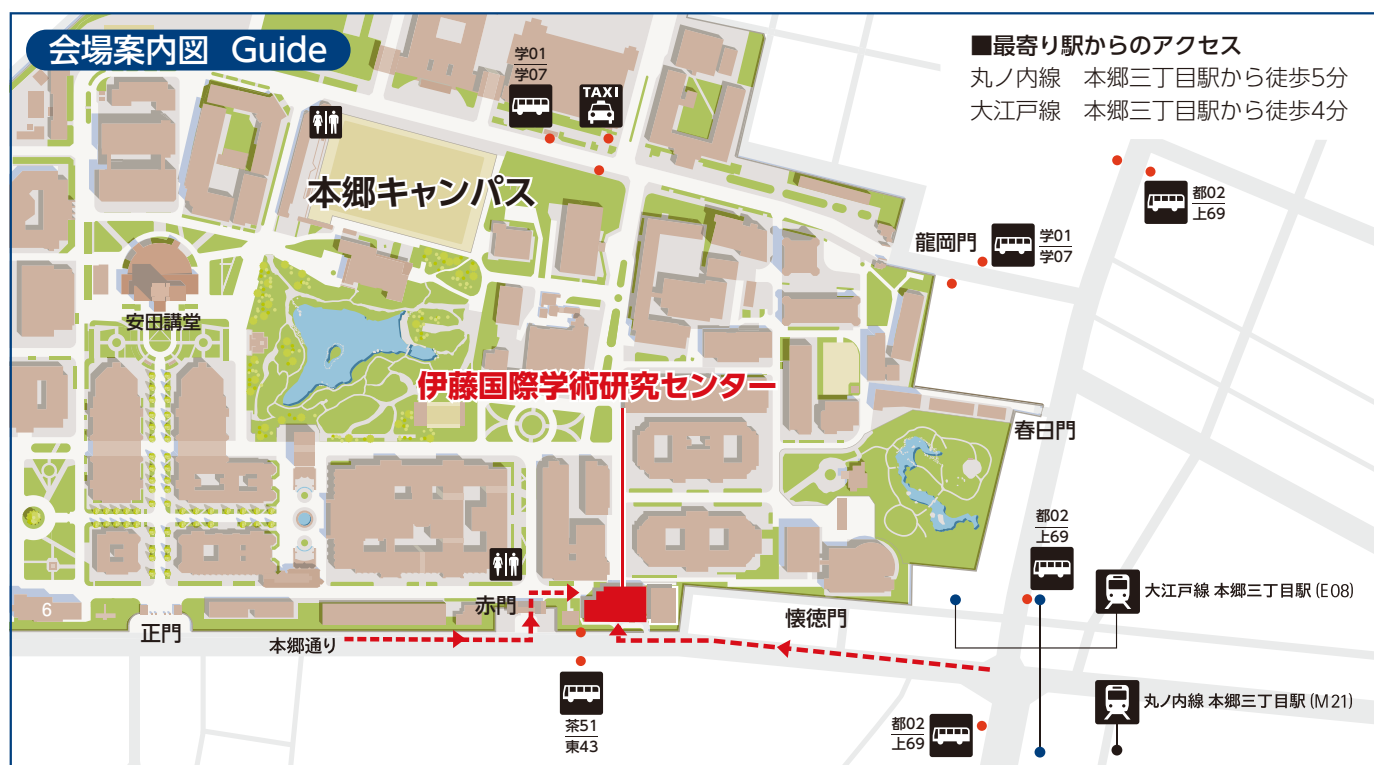 会場案内図 Guide
■最寄り駅からのアクセス
丸ノ内線 本郷三丁目駅から徒歩5分
大江戸線 本郷三丁目駅から徒歩4分
学01
学07
TAXI
本郷キャンパス
都02
上69
龍岡門
学01
学07
安田講堂
伊藤国際学術研究センター
春日門
都02
上69
大江戸線 本郷三丁目駅 (E08)
6
正門
赤門
懐徳門
本郷通り
茶51
東43
都02
上69
丸ノ内線 本郷三丁目駅 (M21)